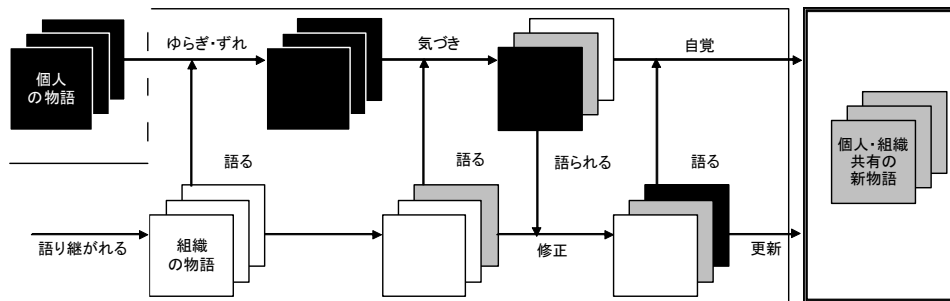 ゆらぎ・ずれ
気づき
自覚
個人
の物語
語る
語る
語られる
語る
個人・組織
共有の
新物語
語り継がれる
組織
の物語
修正
更新